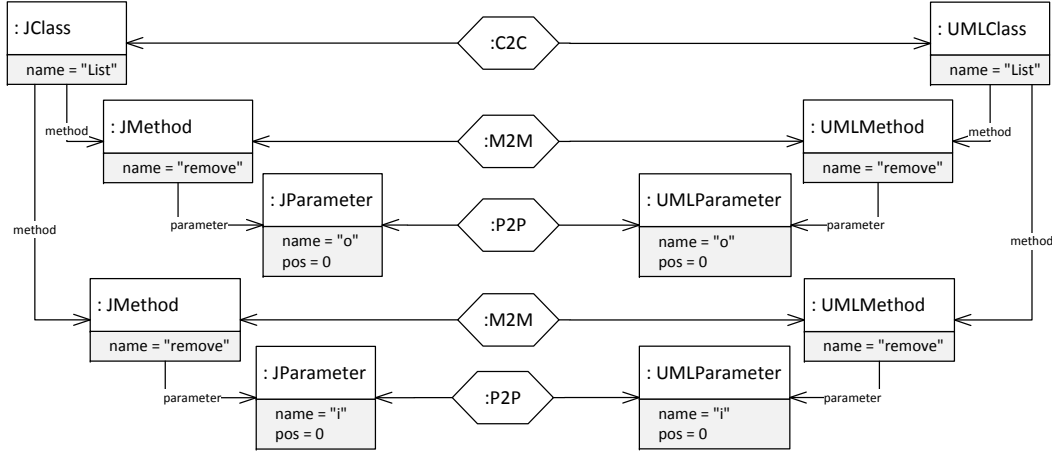 : JClass
:C2C
: UMLClass
name = "List"
name = "List"
method
: JMethod
:M2M
: UMLMethod
method
name = "remove"
name = "remove"
parameter
: JParameter
:P2P
: UMLParameter
parameter
method
name = "o"
pos = 0
name = "o"
pos = 0
method
: JMethod
:M2M
: UMLMethod
name = "remove"
name = "remove"
parameter
: JParameter
:P2P
: UMLParameter
parameter
name = "i"
pos = 0
name = "i"
pos = 0